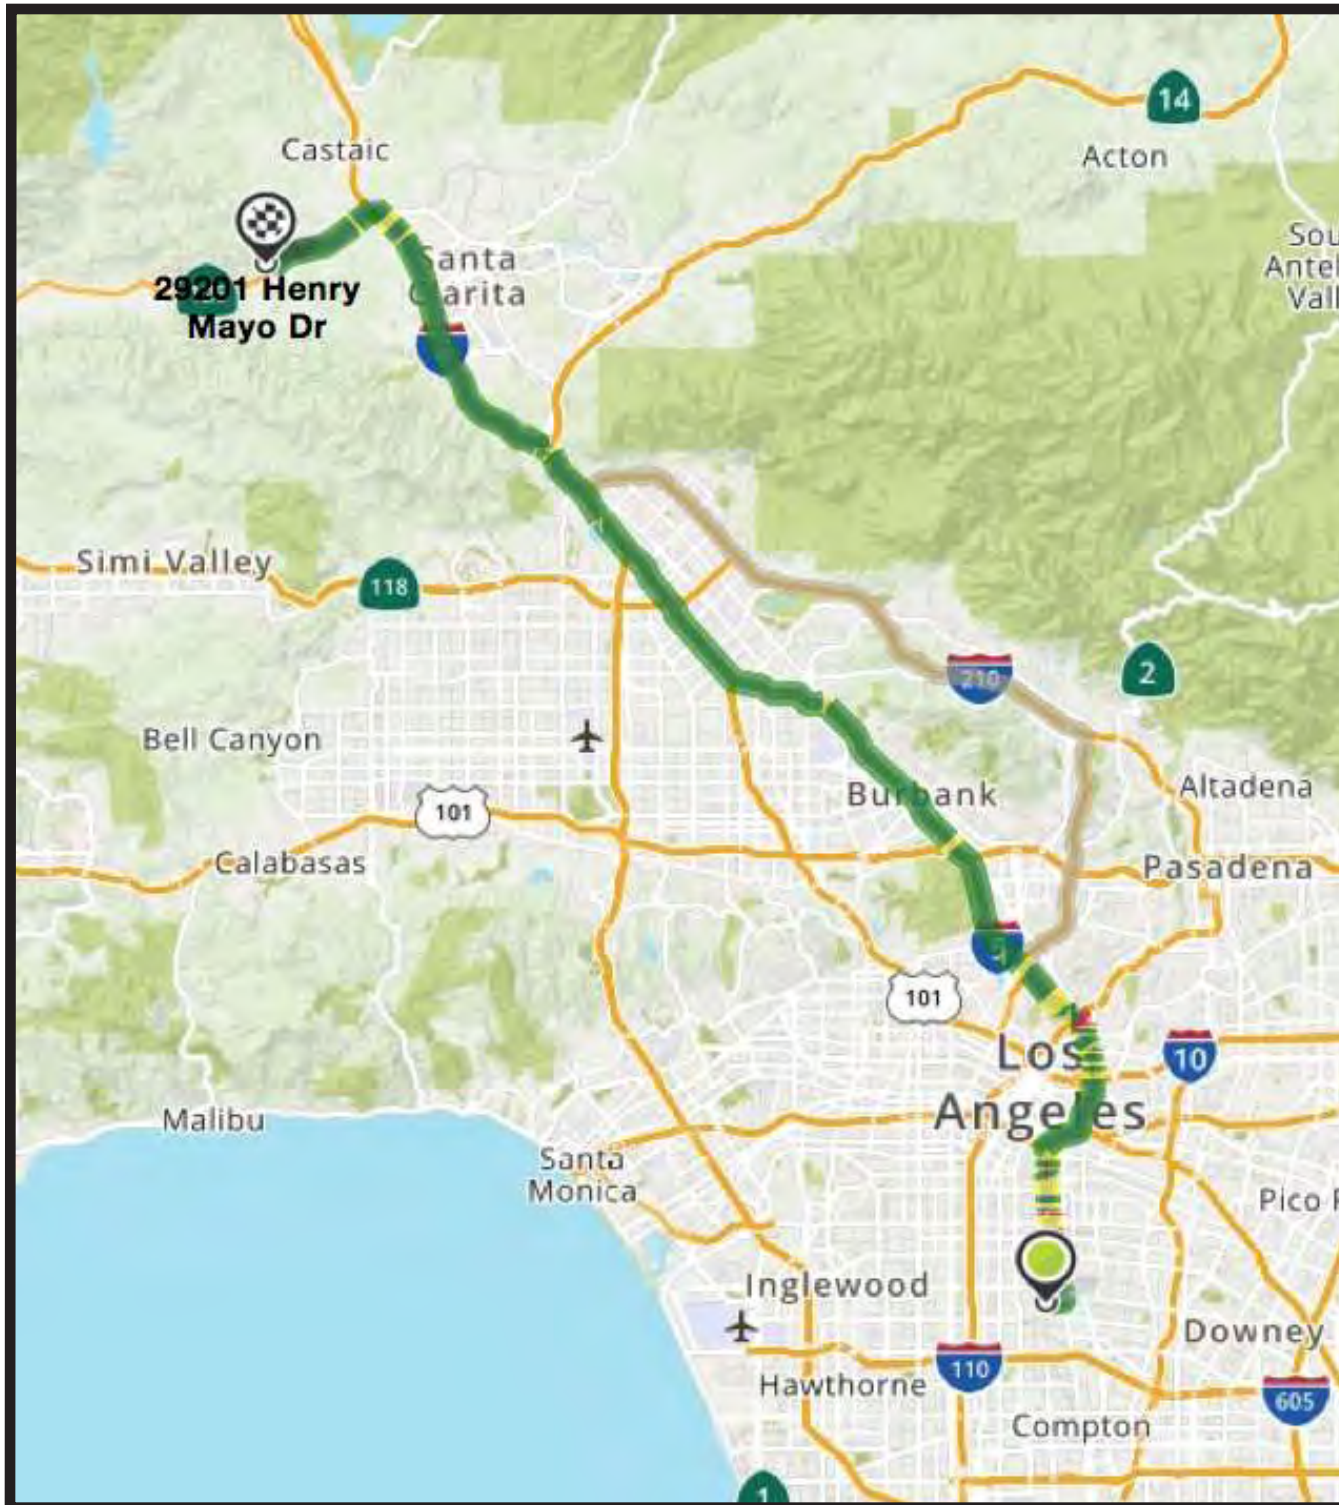 14
Castaic
Acton
Sou
Antel
Vall
Santa
Clarita
29201 Henry
Mayo Dr
Simi Valley
118
210
2
Bell Canyon
Burbank
Altadena
101
Calabasas
Pasadena
5
101
Los
Angeles
10
Malibu
Santa
Monica
Pico
Inglewood
Downey
110
Hawthorne
605
Compton
1